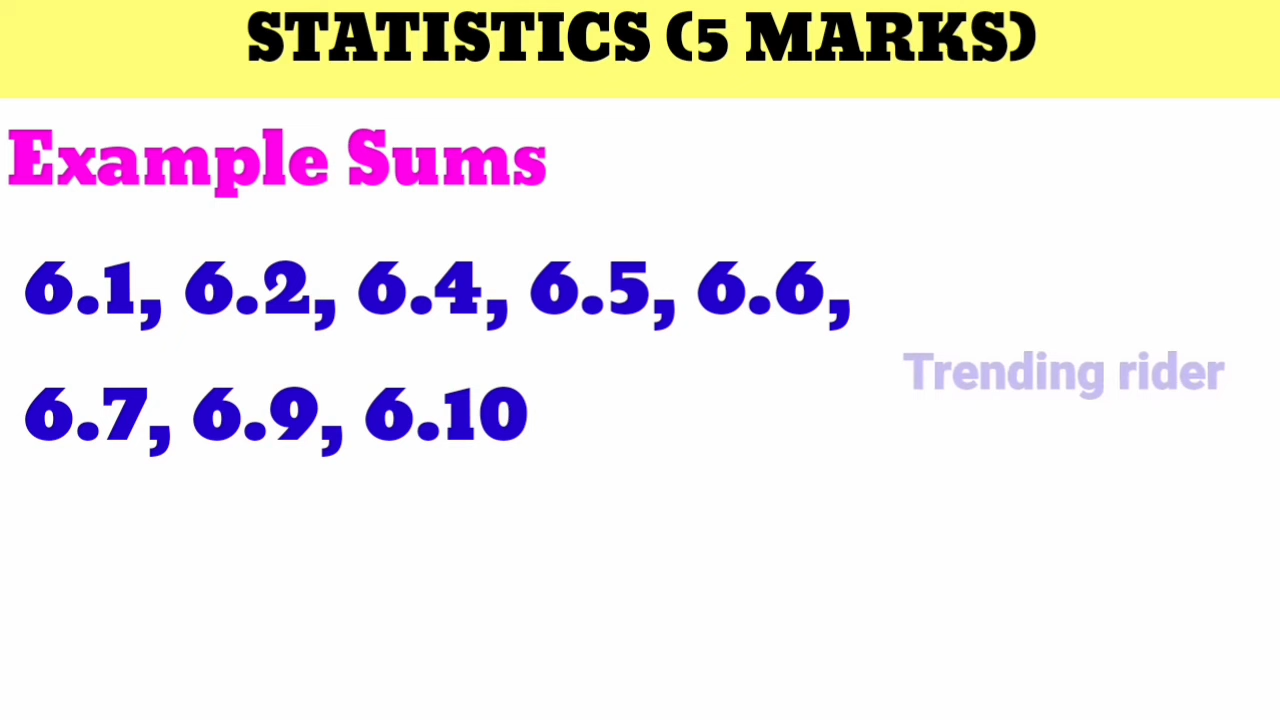 STATISTICS (5 MARKS)
Example Sums
6.1, 6.2, 6.4, 6.5, 6.6,
Trending rider
6.7, 6.9, 6.10